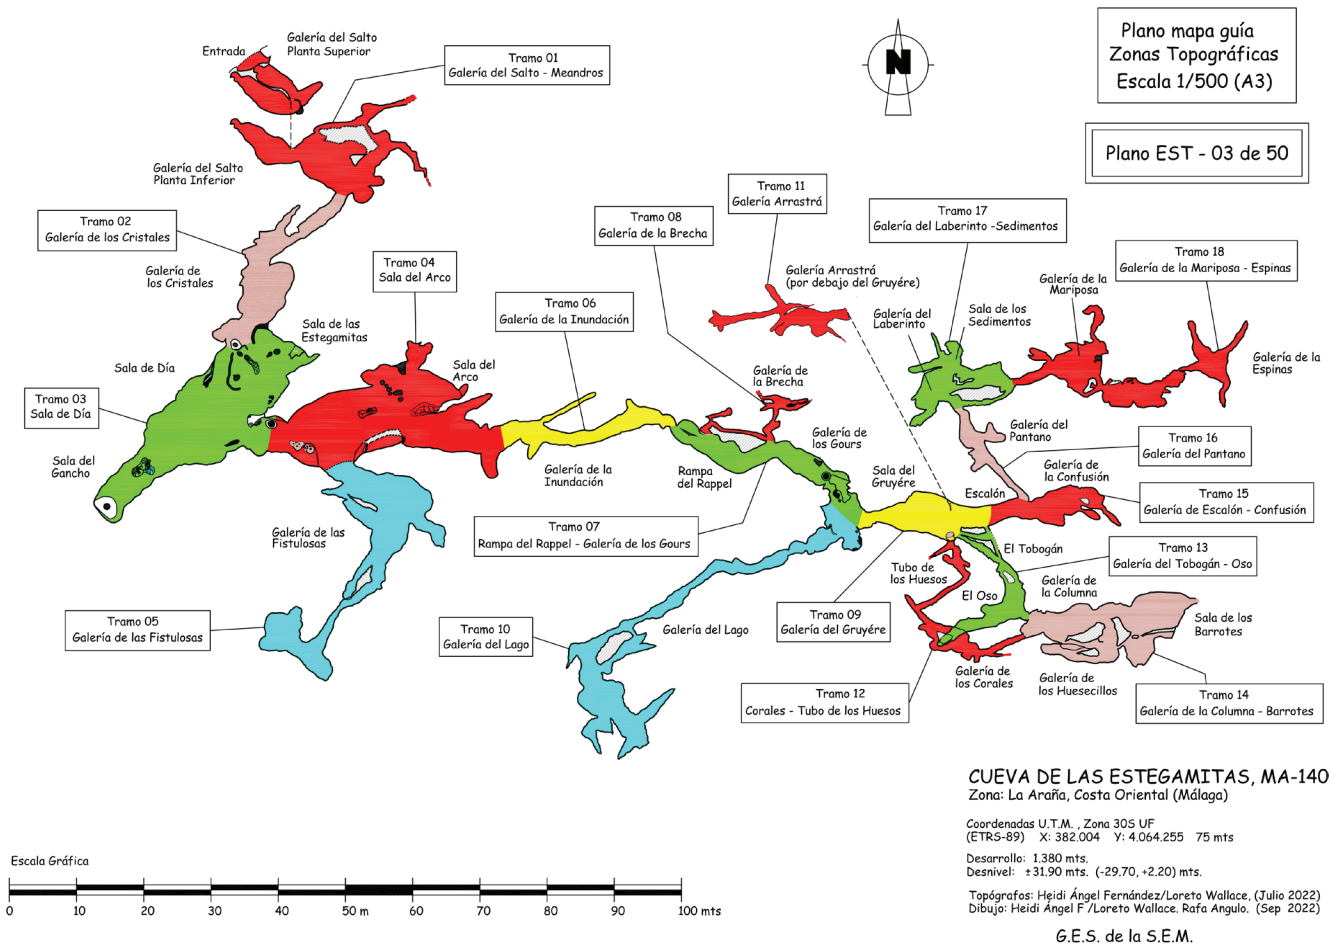 Plano mapa guía
Zonas Topográficas
Escala 1/500 (A3)
Plano EST - 03 de 50
N
Entrada
Galería del Salto
Planta Superior
Tramo 01
Galería del Salto - Meandros
Galería del Salto
Planta Inferior
Tramo 02
Galería de los Cristales
Galería de
los Cristales
Tramo 03
Sala de Día
Sala de Día
Sala de las
Estegamitas
Sala del
Gancho
Tramo 04
Sala del Arco
Sala del
Arco
Tramo 05
Galería de las Fistulosas
Galería de las
Fistulosas
Tramo 06
Galería de la Inundación
Galería de la
Inundación
Tramo 07
Rampa del Rappel - Galería de los Gours
Rampa
del Rappel
Galería de
los Gours
Tramo 08
Galería de la Brecha
Galería de
la Brecha
Tramo 11
Galería Arrastrá
Galería Arrastrá
(por debajo del Gruyére)
Sala del
Gruyére
Tramo 09
Galería del Gruyére
Tramo 10
Galería del Lago
Galería del Lago
Tramo 17
Galería del Laberinto -Sedimentos
Galería del
Laberinto
Sala de los
Sedimentos
Tramo 18
Galería de la Mariposa - Espinas
Galería de la
Mariposa
Galería de la
Espinas
Tramo 16
Galería del Pantano
Galería del
Pantano
Galería de
la Confusión
Escalón
Tramo 15
Galería de Escalón - Confusión
Tramo 13
Galería del Tobogán - Oso
El Tobogán
El Oso
Tubo de
los Huesos
Galería de
la Columna
Sala de los
Barrotes
Galería de
los Corales
Galería de
los Huesecillos
Tramo 12
Corales - Tubo de los Huesos
Tramo 14
Galería de la Columna - Barrotes
CUEVA DE LAS ESTEGAMITAS, MA-140
Zona: La Araña, Costa Oriental (Málaga)
Coordenadas U.T.M. , Zona 30S UF
(ETRS-89) X: 382.004 Y: 4.064.255 75 mts
Desarrollo: 1.380 mts.
Desnivel: ±31.90 mts. (-29.70, +2.20) mts.
Topógrafos: Heidi Ángel Fernández/Loreto Wallace, (Julio 2022)
Dibujo: Heidi Ángel F /Loreto Wallace. Rafa Angulo. (Sep 2022)
G.E.S. de la S.E.M.
Escala Gráfica
0 10 20 30 40 50 m 60 70 80 90 100 mts